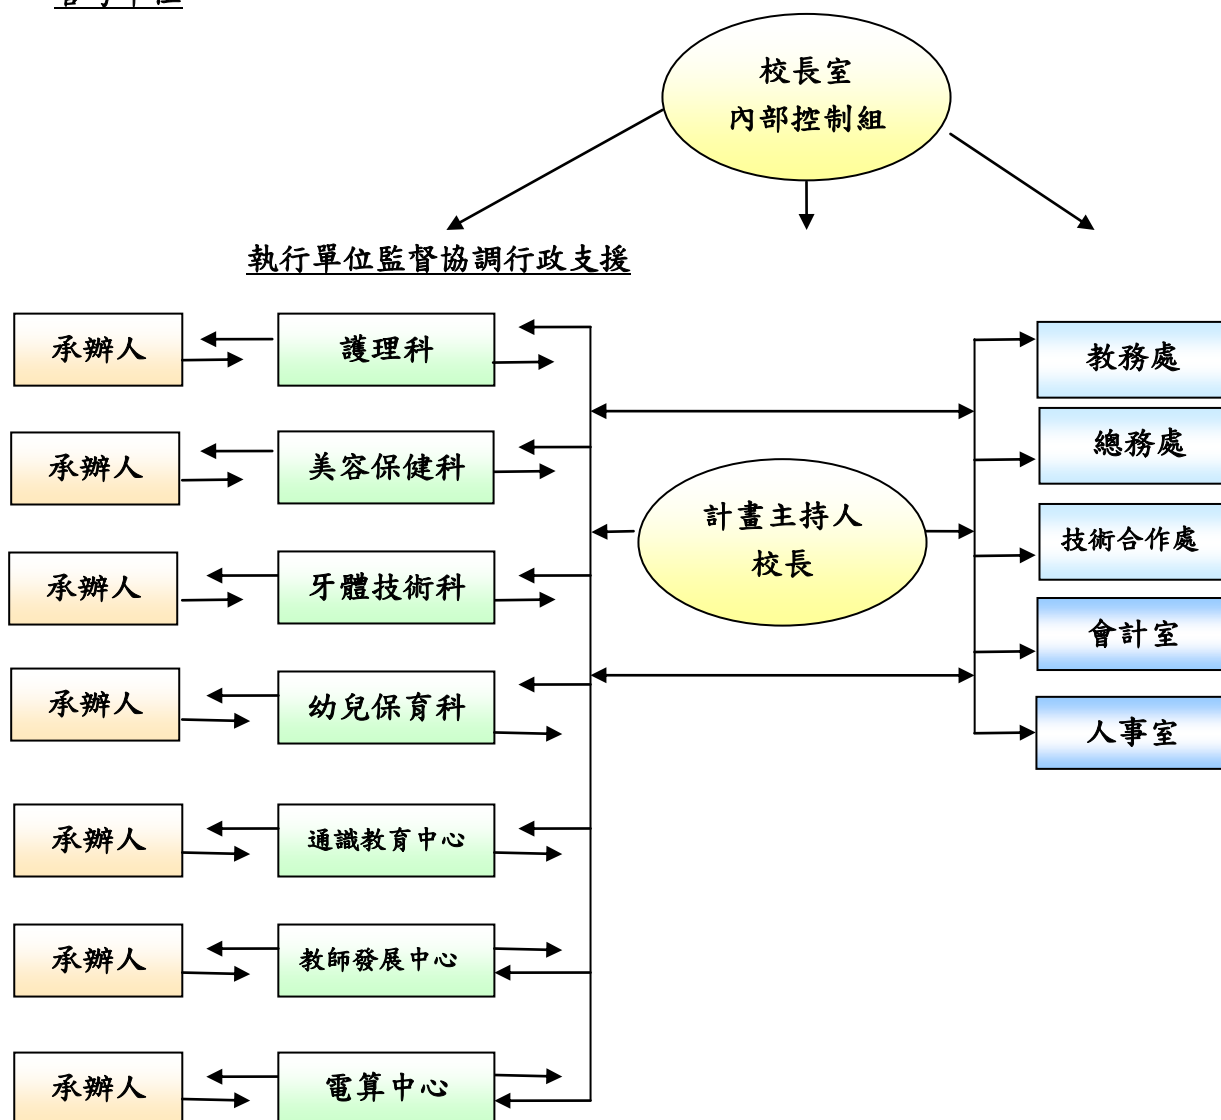 校長室
內部控制組
執行單位監督協調行政支援
承辦人
護理科
教務處
承辦人
美容保健科
總務處
計畫主持人
校長
承辦人
牙體技術科
技術合作處
承辦人
幼兒保育科
會計室
人事室
承辦人
通識教育中心
承辦人
教師發展中心
承辦人
電算中心